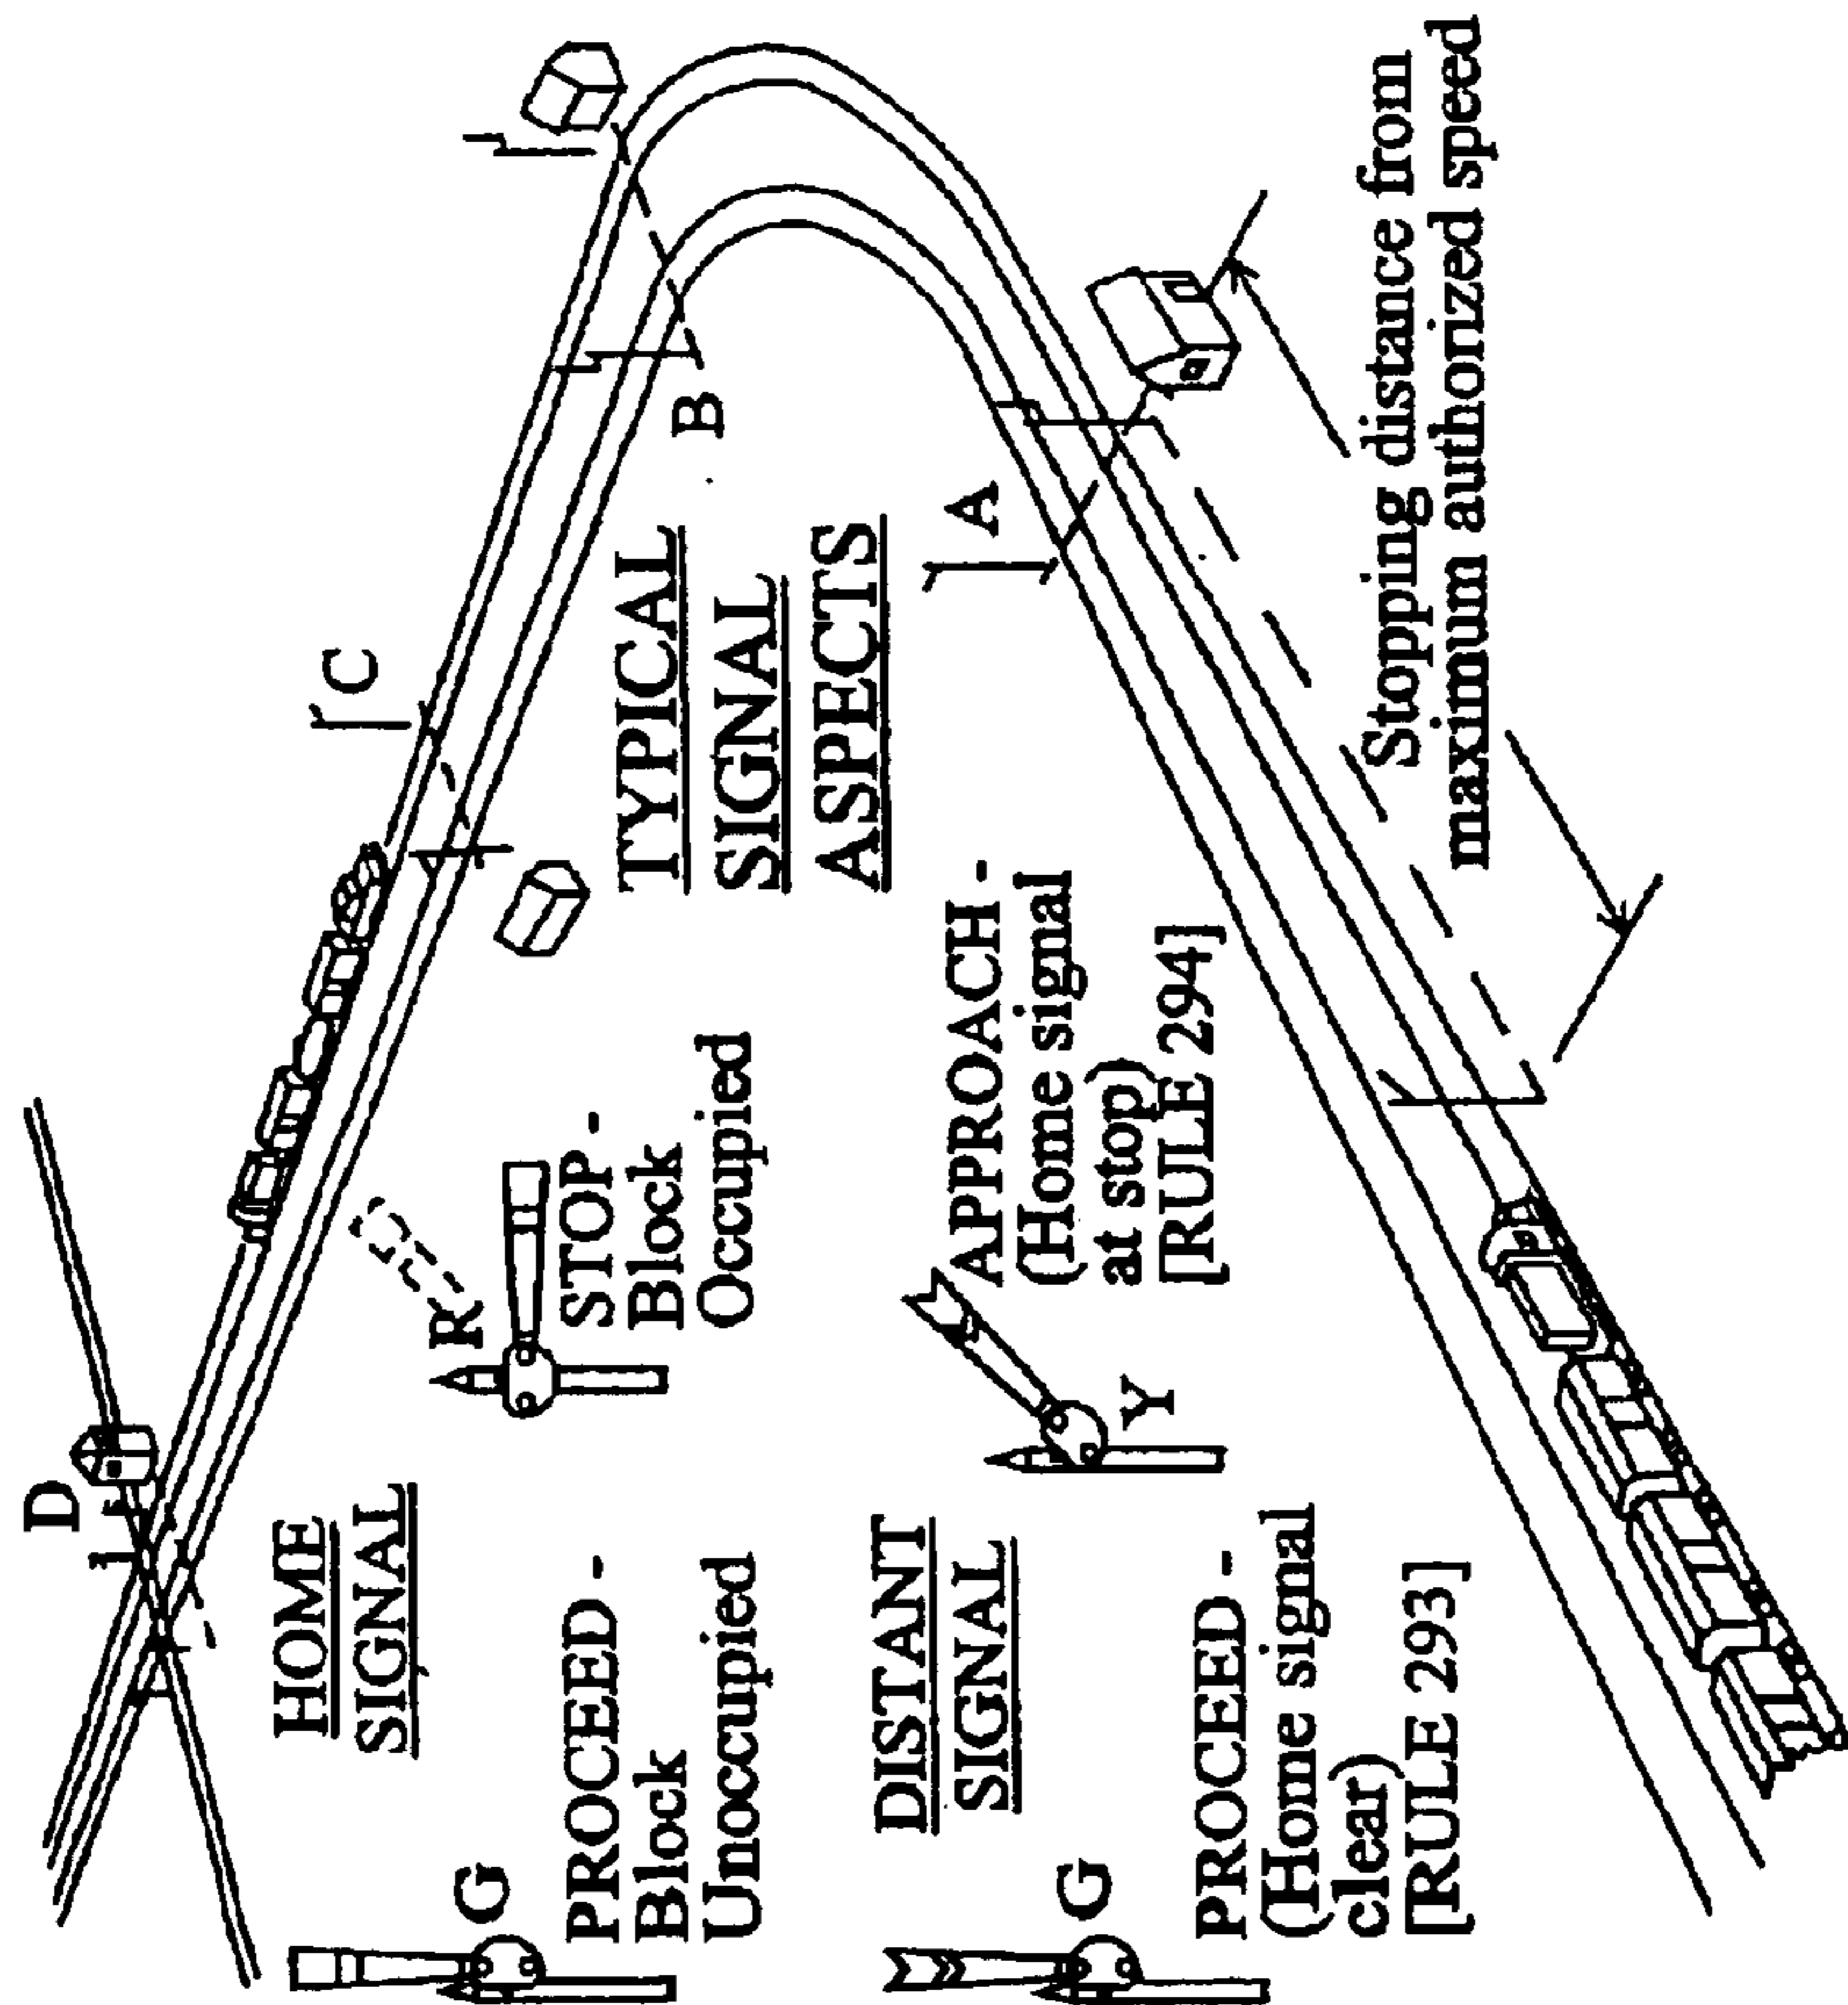 D
C
B
A
TYPICAL
SIGNAL
ASPECTS
HOME
SIGNAL
G
PROCEED -
Block
Unoccupied
R
STOP -
Block
Occupied
DISTANT
SIGNAL
G
PROCEED -
(Home signal
clear)
[RULE 293]
Y
APPROACH -
(Home signal
at stop)
[RULE 294]
Stopping distance from
maximum authorized speed